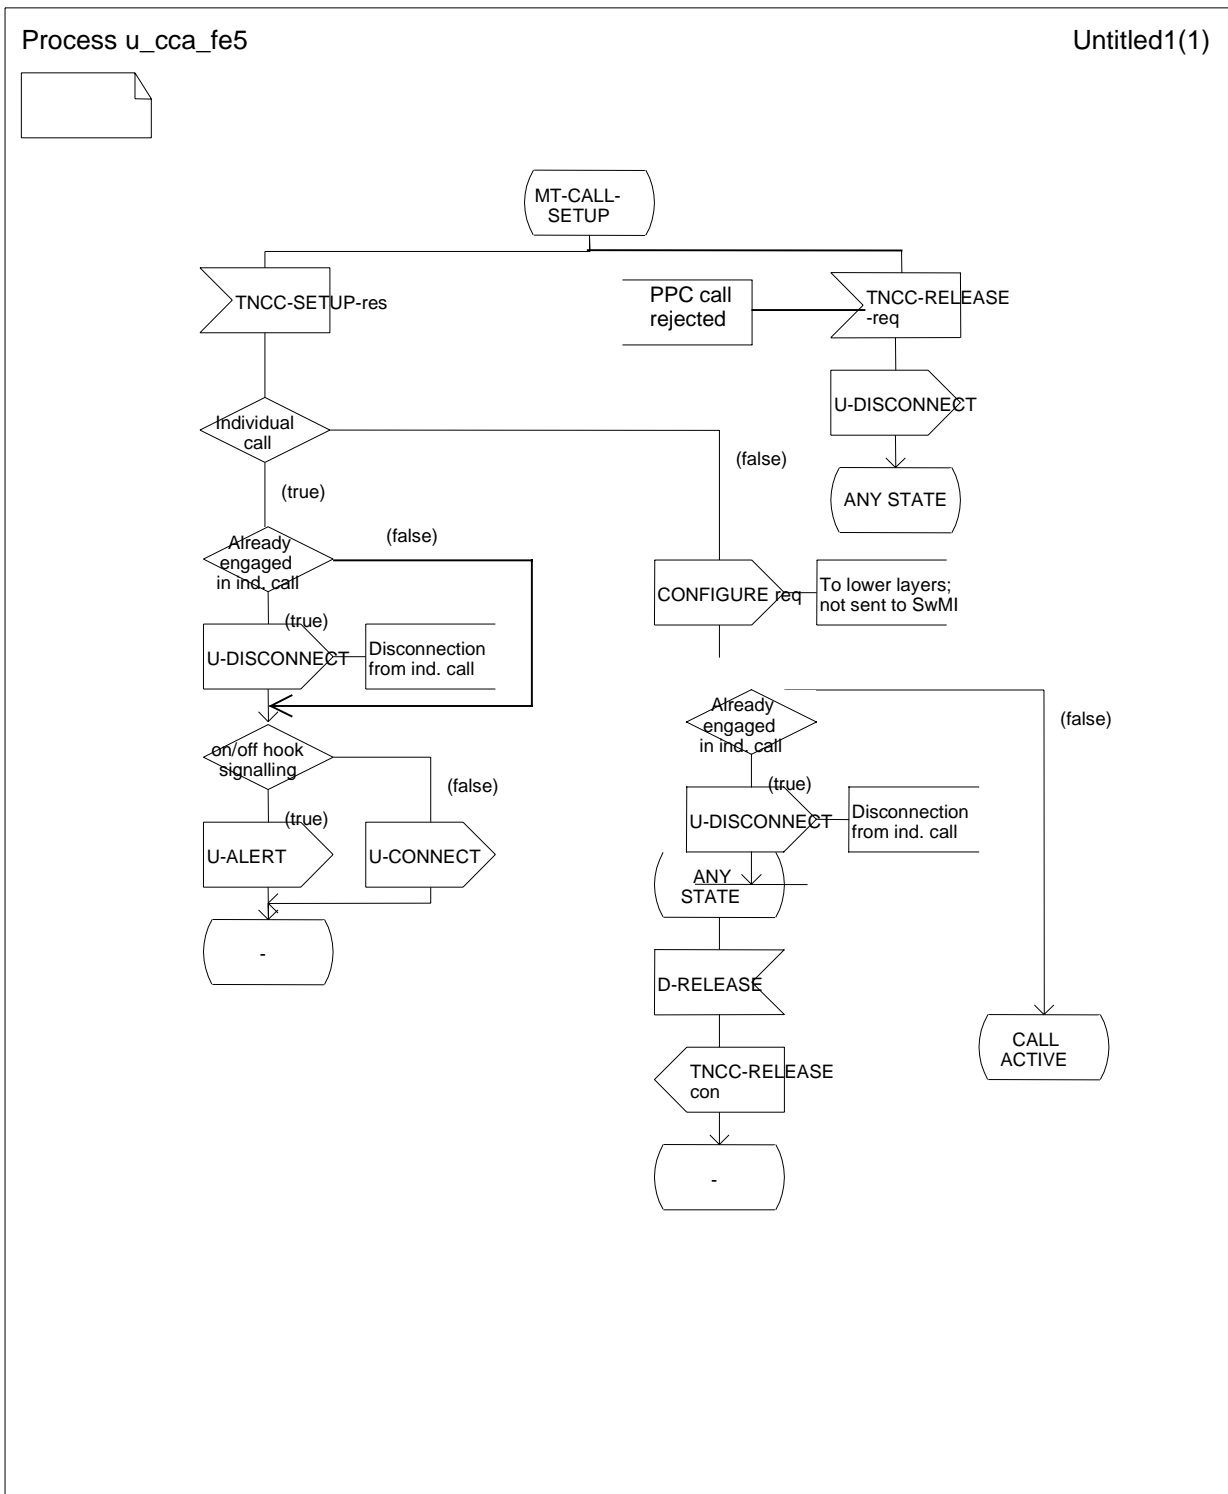 Process u_cca_fe5
Untitled1(1)
MT-CALL-
SETUP
TNCC-SETUP-res
PPC call
rejected
TNCC-RELEASE
-req
U-DISCONNECT
ANY STATE
Individual
call
(false)
(true)
Already
engaged
in ind. call
(false)
(true)
CONFIGURE req
To lower layers;
not sent to SwMI
U-DISCONNECT
Disconnection
from ind. call
Already
engaged
in ind. call
(false)
(true)
on/off hook
signalling
(false)
(true)
U-DISCONNECT
Disconnection
from ind. call
U-ALERT
U-CONNECT
ANY
STATE
-
D-RELEASE
CALL
ACTIVE
TNCC-RELEASE
con
-